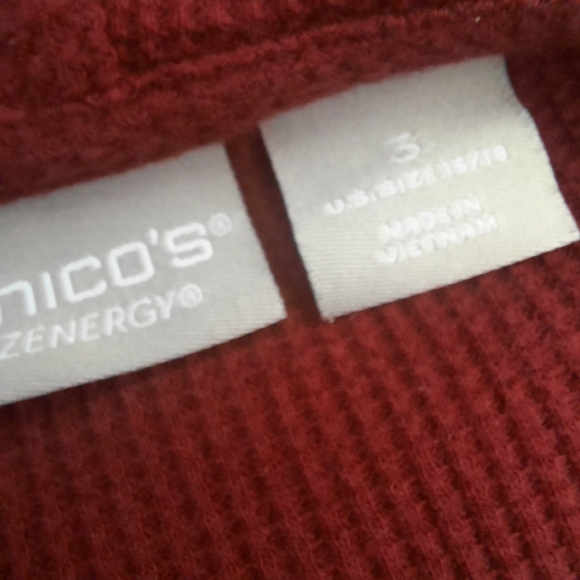 nICO'S®
ZENERGY®
3
U.S. SIZE 16/18
MADE IN
VIETNAM